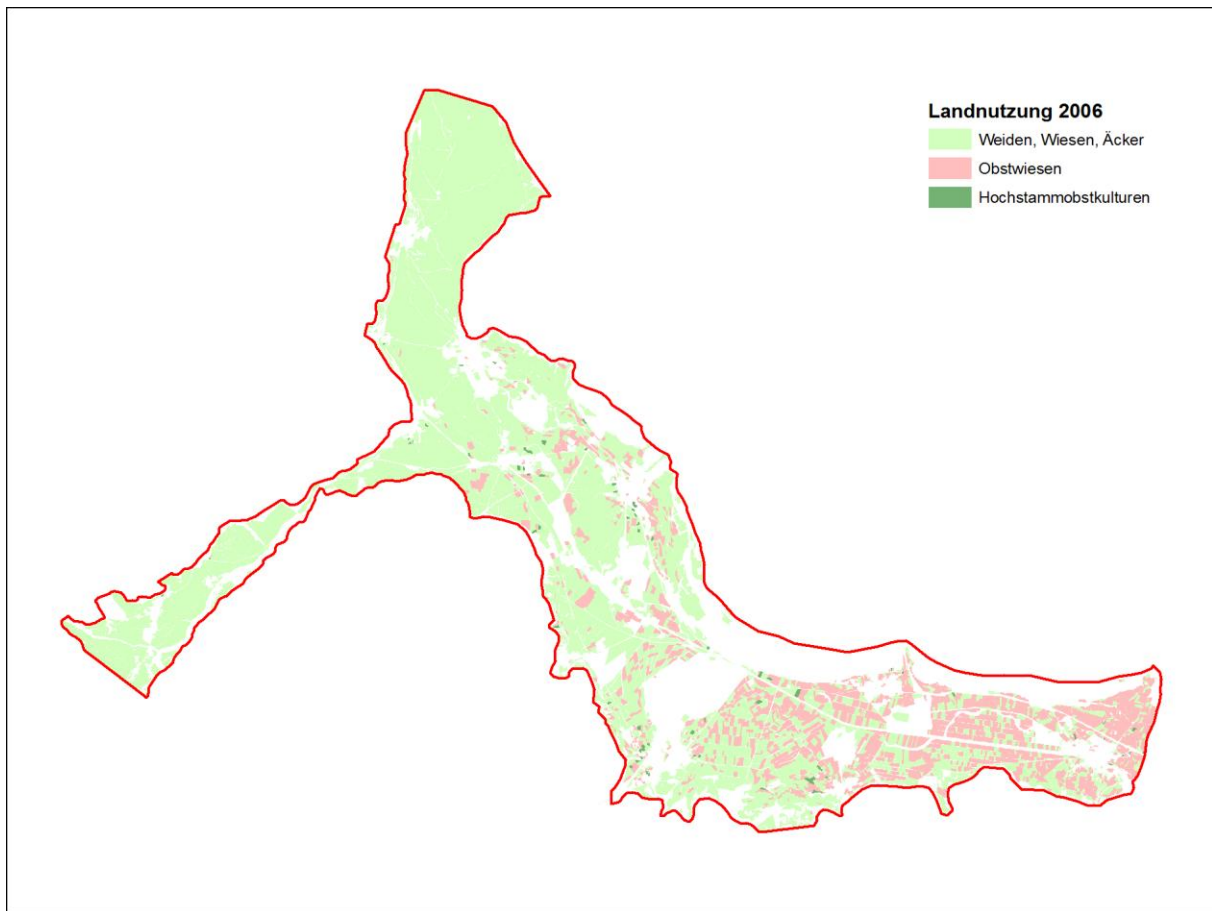 Landnutzung 2006
Weiden, Wiesen, Äcker
Obstwiesen
Hochstammobstkulturen